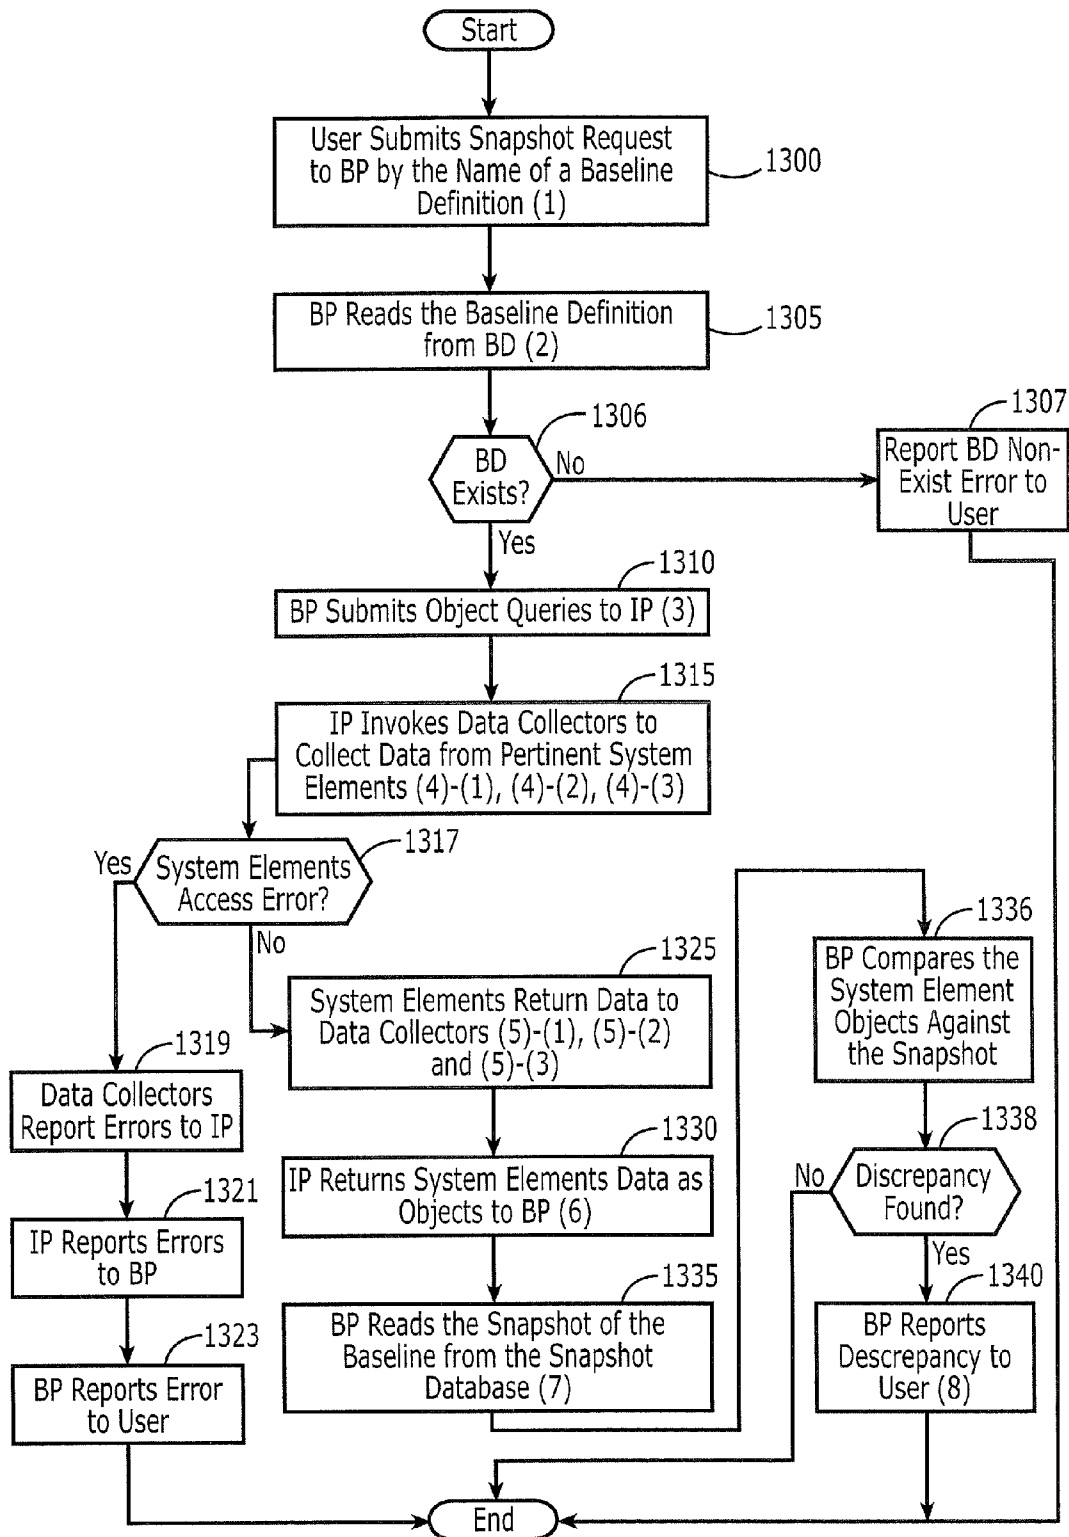 Start
User Submits Snapshot Request
to BP by the Name of a Baseline
Definition (1)
1300
BP Reads the Baseline Definition
from BD (2)
1305
1306
BD
Exists?
No
Yes
1307
Report BD Non-
Exist Error to
User
1310
BP Submits Object Queries to IP (3)
1315
IP Invokes Data Collectors to
Collect Data from Pertinent System
Elements (4)-(1), (4)-(2), (4)-(3)
1317
System Elements
Access Error?
Yes
No
1319
Data Collectors
Report Errors to IP
1321
IP Reports Errors
to BP
1323
BP Reports Error
to User
1325
System Elements Return Data to
Data Collectors (5)-(1), (5)-(2)
and (5)-(3)
1330
IP Returns System Elements Data as
Objects to BP (6)
1335
BP Reads the Snapshot of the
Baseline from the Snapshot
Database (7)
1336
BP Compares the
System Element
Objects Against
the Snapshot
1338
Discrepancy
Found?
No
Yes
1340
BP Reports
Descrepancy to
User (8)
End